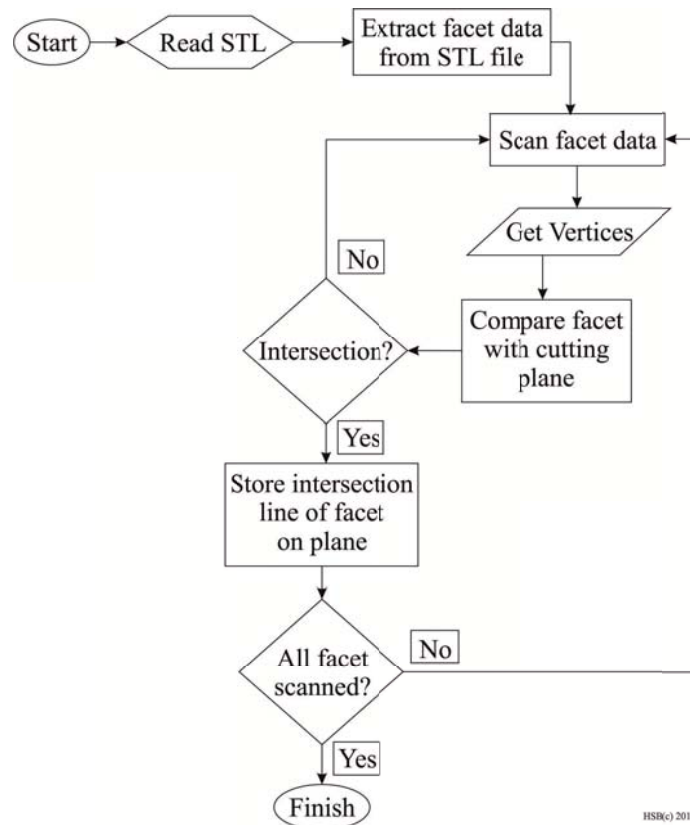 Start
Read STL
Extract facet data
from STL file
Scan facet data
Get Vertices
No
Compare facet
with cutting
plane
Intersection?
Yes
Store intersection
line of facet
on plane
All facet
scanned?
No
Yes
Finish
HSB(c) 201